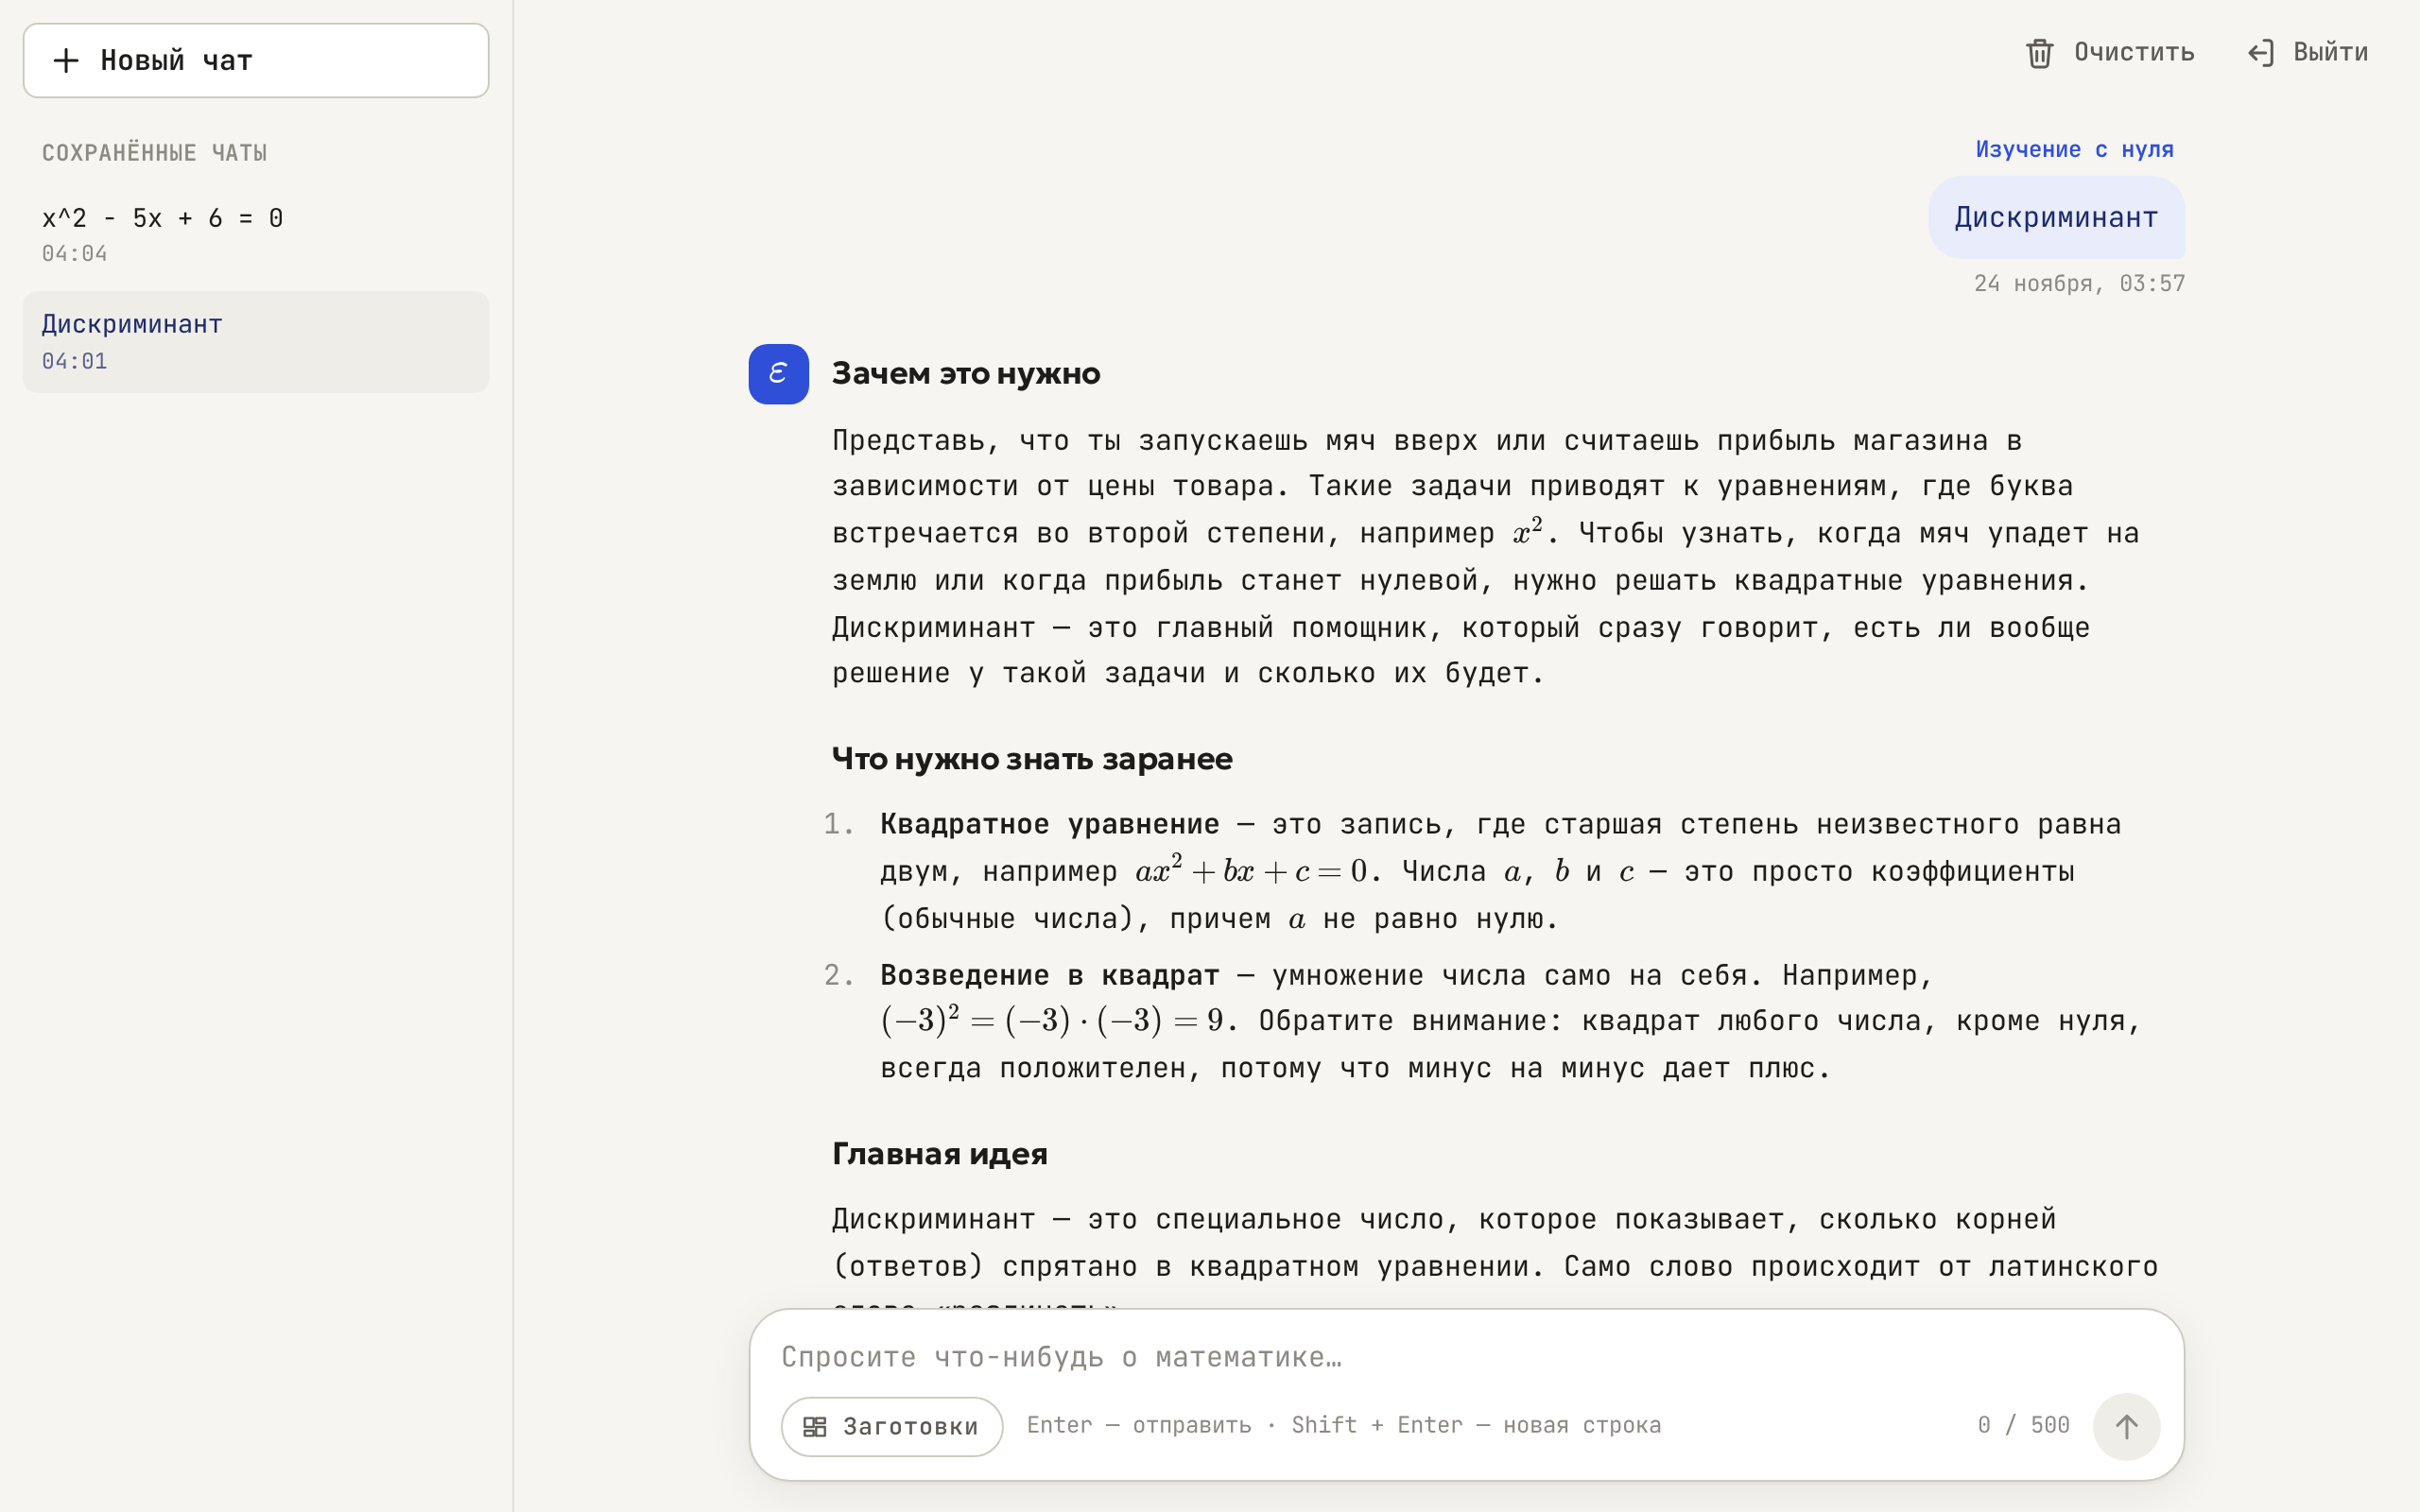 Новый чат
СОХРАНЁННЫЕ ЧАТЫ
x^2 - 5x + 6 = 0
04:04
Дискриминант
04:01
Очистить
Выйти
Изучение с нуля
Дискриминант
24 ноября, 03:57
ℰ
Зачем это нужно
Представь, что ты запускаешь мяч вверх или считаешь прибыль магазина в
зависимости от цены товара. Такие задачи приводят к уравнениям, где буква
встречается во второй степени, например x². Чтобы узнать, когда мяч упадет на
землю или когда прибыль станет нулевой, нужно решать квадратные уравнения.
Дискриминант — это главный помощник, который сразу говорит, есть ли вообще
решение у такой задачи и сколько их будет.
Что нужно знать заранее
1. Квадратное уравнение — это запись, где старшая степень неизвестного равна
двум, например ax² + bx + c = 0. Числа a, b и c — это просто коэффициенты
(обычные числа), причем a не равно нулю.
2. Возведение в квадрат — умножение числа само на себя. Например,
(−3)² = (−3) · (−3) = 9. Обратите внимание: квадрат любого числа, кроме нуля,
всегда положителен, потому что минус на минус дает плюс.
Главная идея
Дискриминант — это специальное число, которое показывает, сколько корней
(ответов) спрятано в квадратном уравнении. Само слово происходит от латинского
Спросите что-нибудь о математике…
Заготовки
Enter — отправить · Shift + Enter — новая строка
0 / 500